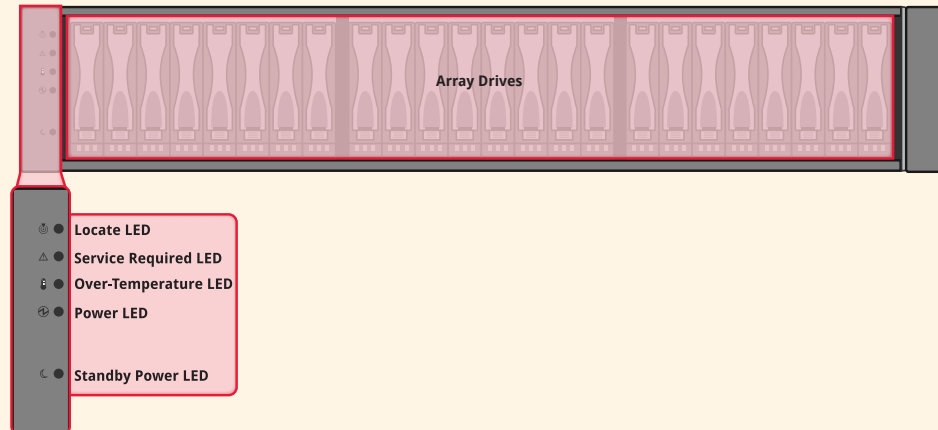 Array Drives
Locate LED
Service Required LED
Over-Temperature LED
Power LED
Standby Power LED